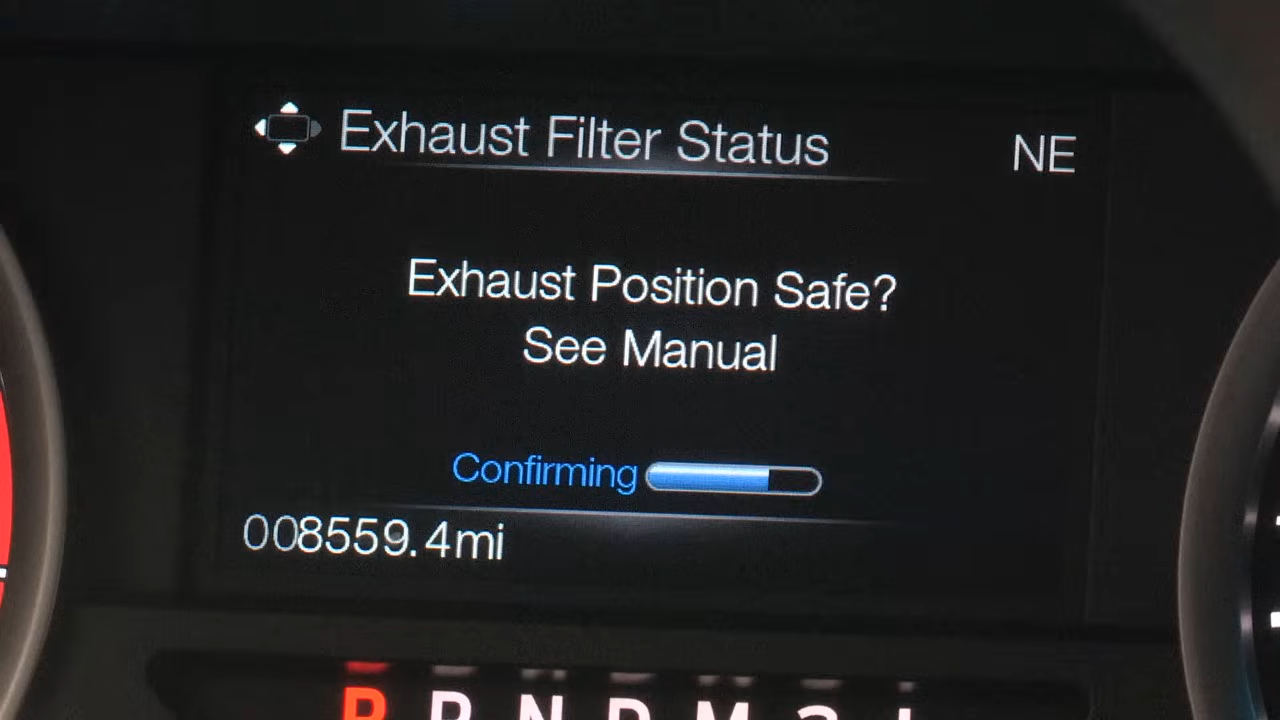 Exhaust Filter Status
NE
Exhaust Position Safe?
See Manual
Confirming
008559.4mi
P R N D M